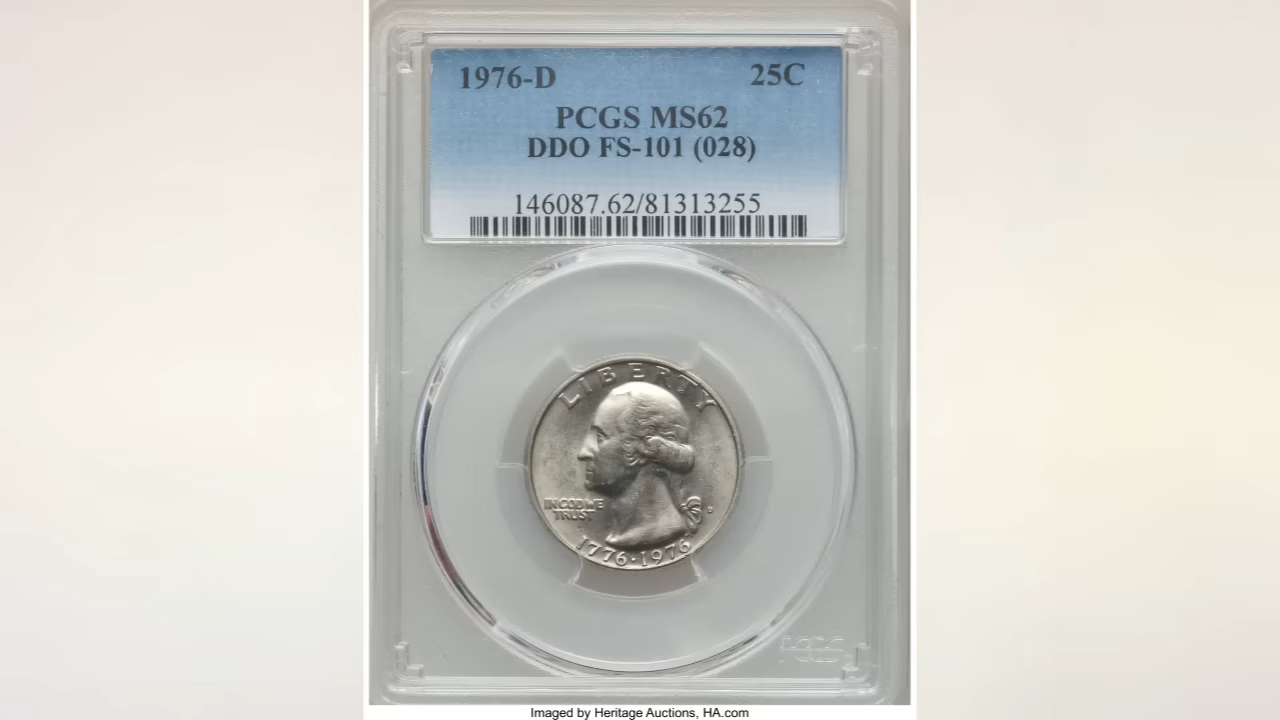 1976-D 25C
PCGS MS62
DDO FS-101 (028)
146087.62/81313255
LIBERTY
IN GOD WE
TRUST
D
1776·1976
PCGS
Imaged by Heritage Auctions, HA.com